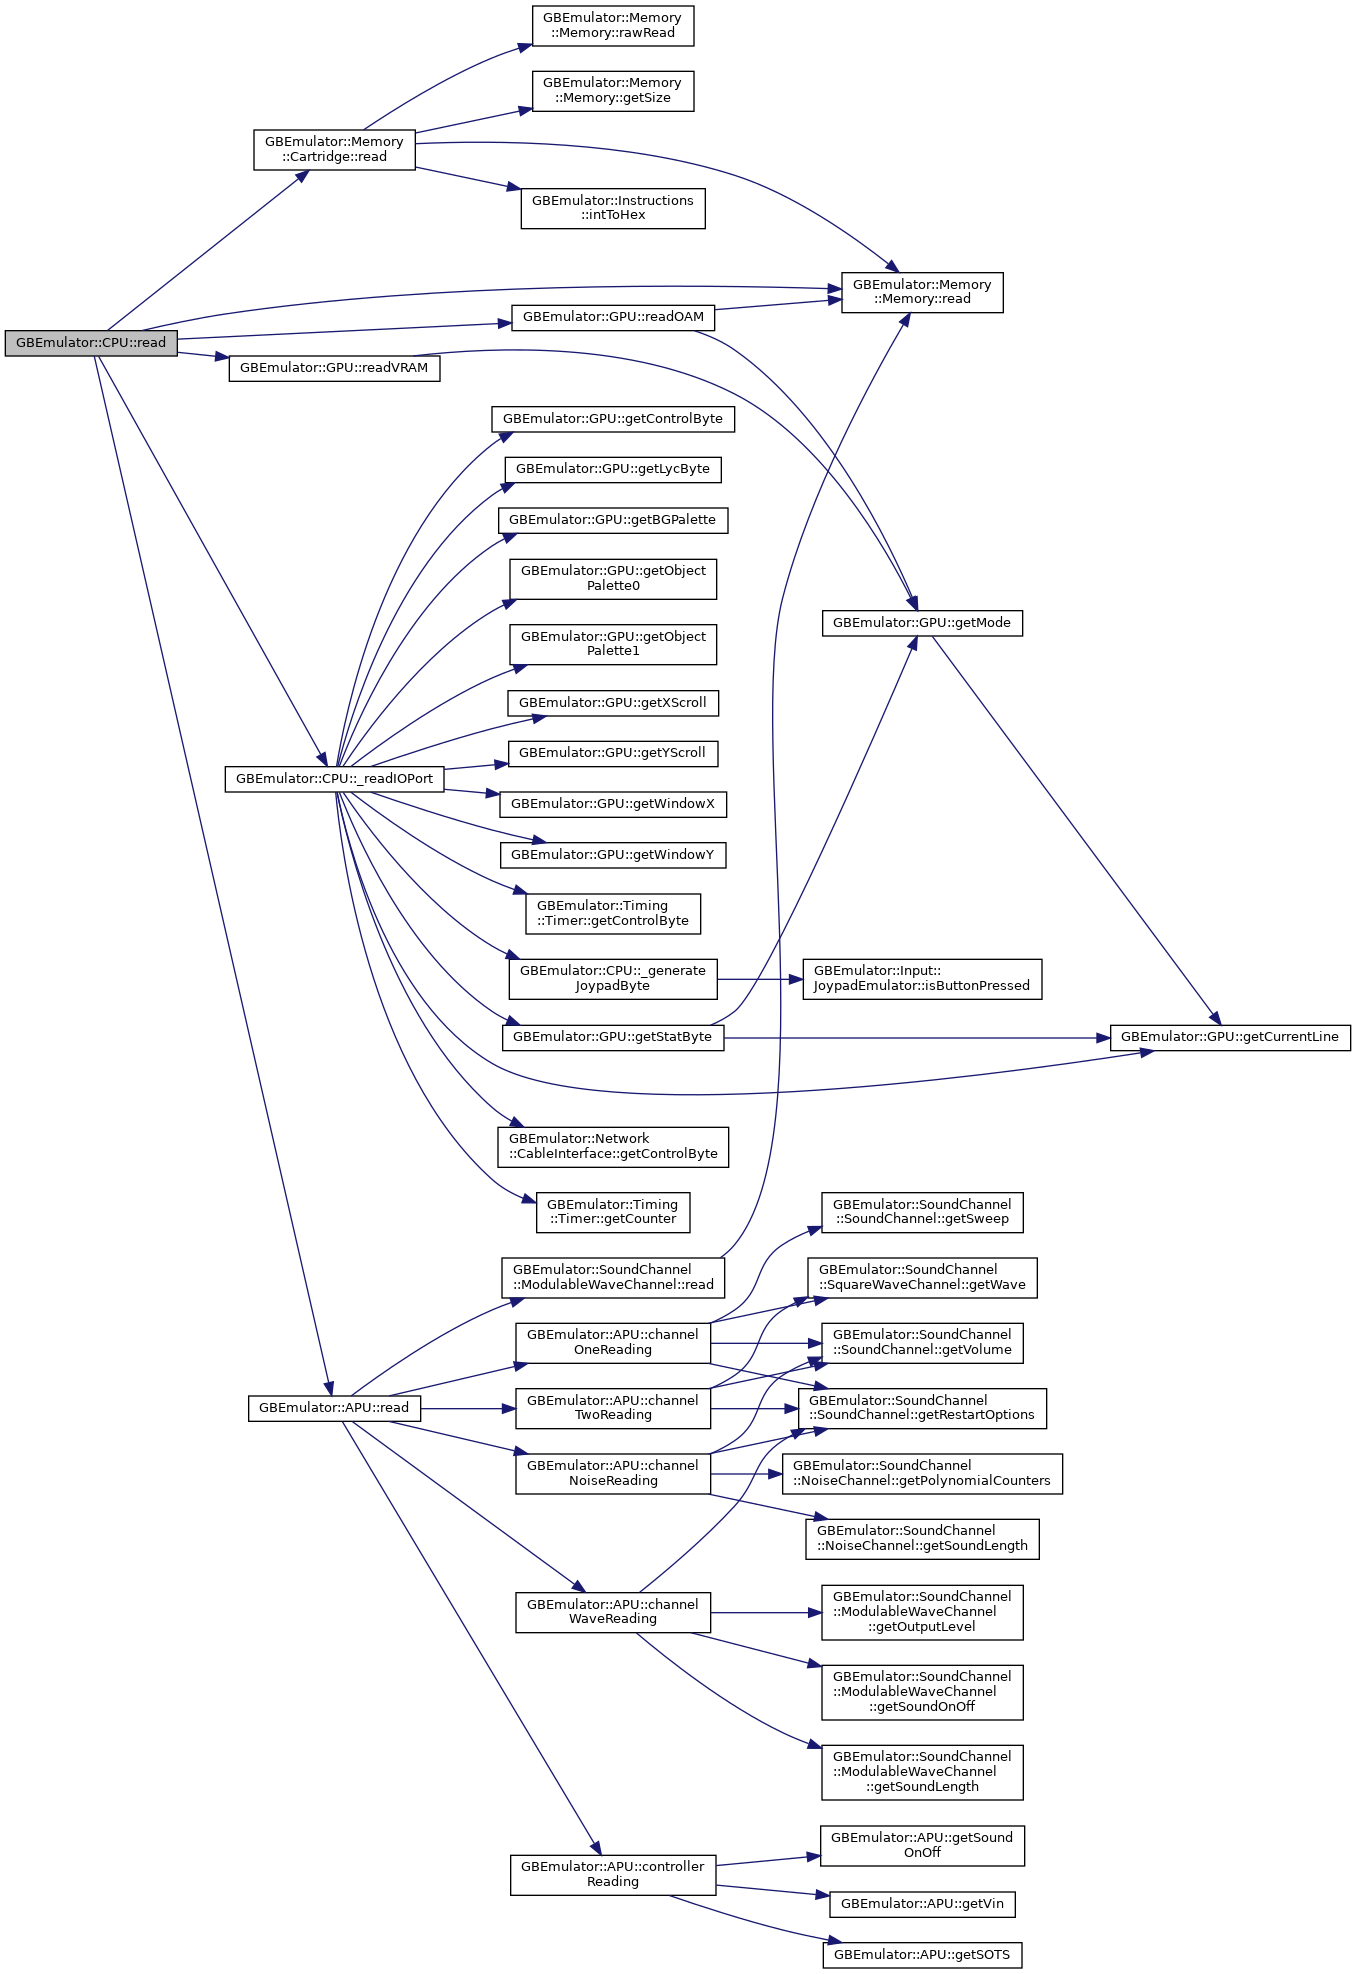 GBEmulator::Memory
::Memory::rawRead
GBEmulator::Memory
::Memory::getSize
GBEmulator::Memory
::Cartridge::read
GBEmulator::Instructions
::intToHex
GBEmulator::Memory
::Memory::read
GBEmulator::GPU::readOAM
GBEmulator::CPU::read
GBEmulator::GPU::readVRAM
GBEmulator::GPU::getControlByte
GBEmulator::GPU::getLycByte
GBEmulator::GPU::getBGPalette
GBEmulator::GPU::getObject
Palette0
GBEmulator::GPU::getMode
GBEmulator::GPU::getObject
Palette1
GBEmulator::GPU::getXScroll
GBEmulator::GPU::getYScroll
GBEmulator::CPU::_readIOPort
GBEmulator::GPU::getWindowX
GBEmulator::GPU::getWindowY
GBEmulator::Timing
::Timer::getControlByte
GBEmulator::CPU::_generate
JoypadByte
GBEmulator::Input::
JoypadEmulator::isButtonPressed
GBEmulator::GPU::getStatByte
GBEmulator::GPU::getCurrentLine
GBEmulator::Network
::CableInterface::getControlByte
GBEmulator::Timing
::Timer::getCounter
GBEmulator::SoundChannel
::SoundChannel::getSweep
GBEmulator::SoundChannel
::ModulableWaveChannel::read
GBEmulator::SoundChannel
::SquareWaveChannel::getWave
GBEmulator::APU::channel
OneReading
GBEmulator::SoundChannel
::SoundChannel::getVolume
GBEmulator::APU::read
GBEmulator::APU::channel
TwoReading
GBEmulator::SoundChannel
::SoundChannel::getRestartOptions
GBEmulator::APU::channel
NoiseReading
GBEmulator::SoundChannel
::NoiseChannel::getPolynomialCounters
GBEmulator::SoundChannel
::NoiseChannel::getSoundLength
GBEmulator::APU::channel
WaveReading
GBEmulator::SoundChannel
::ModulableWaveChannel
::getOutputLevel
GBEmulator::SoundChannel
::ModulableWaveChannel
::getSoundOnOff
GBEmulator::SoundChannel
::ModulableWaveChannel
::getSoundLength
GBEmulator::APU::controller
Reading
GBEmulator::APU::getSound
OnOff
GBEmulator::APU::getVin
GBEmulator::APU::getSOTS